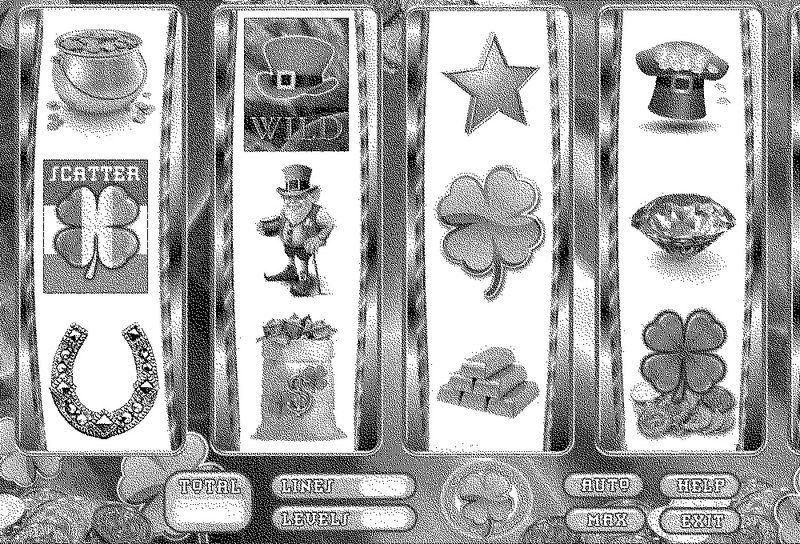 WILD
SCATTER
$
TOTAL
LINES
LEVELS
AUTO
HELP
MAX
EXIT